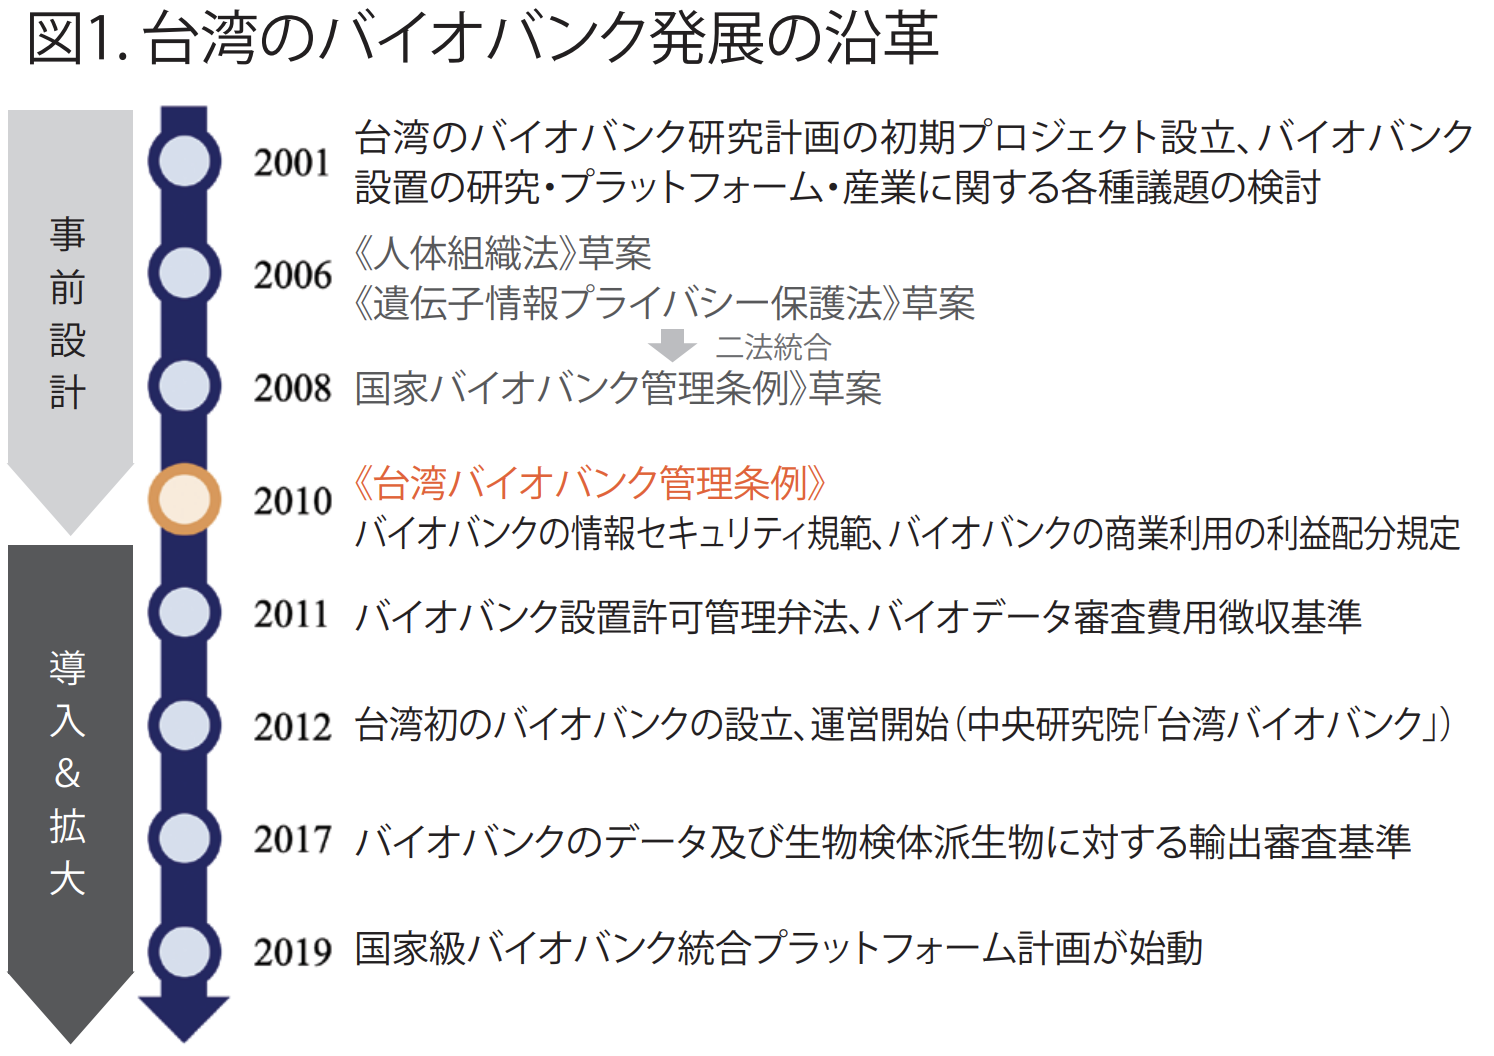 図1. 台湾のバイオバンク発展の沿革
事前設計
2001 台湾のバイオバンク研究計画の初期プロジェクト設立、バイオバンク
設置の研究・プラットフォーム・産業に関する各種議題の検討
2006 《人体組織法》草案
《遺伝子情報プライバシー保護法》草案
二法統合
2008 国家バイオバンク管理条例》草案
2010 《台湾バイオバンク管理条例》
バイオバンクの情報セキュリティ規範、バイオバンクの商業利用の利益配分規定
導入&拡大
2011 バイオバンク設置許可管理弁法、バイオデータ審査費用徴収基準
2012 台湾初のバイオバンクの設立、運営開始（中央研究院「台湾バイオバンク」）
2017 バイオバンクのデータ及び生物検体派生物に対する輸出審査基準
2019 国家級バイオバンク統合プラットフォーム計画が始動